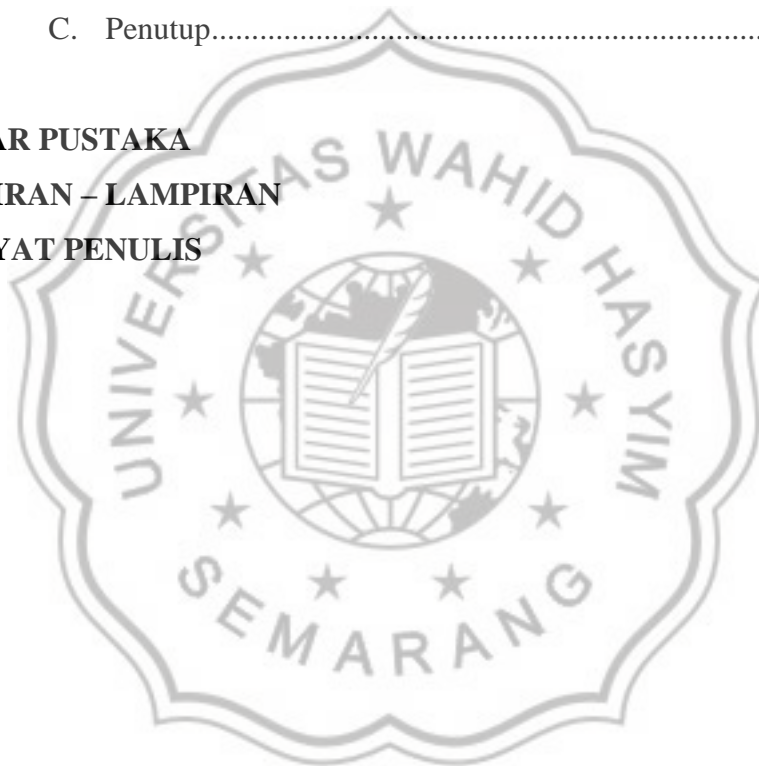 C. Penutup.....................................................................
AR PUSTAKA
IRAN – LAMPIRAN
YAT PENULIS
UNIVERSITAS WAHID HASYIM
SEMARANG